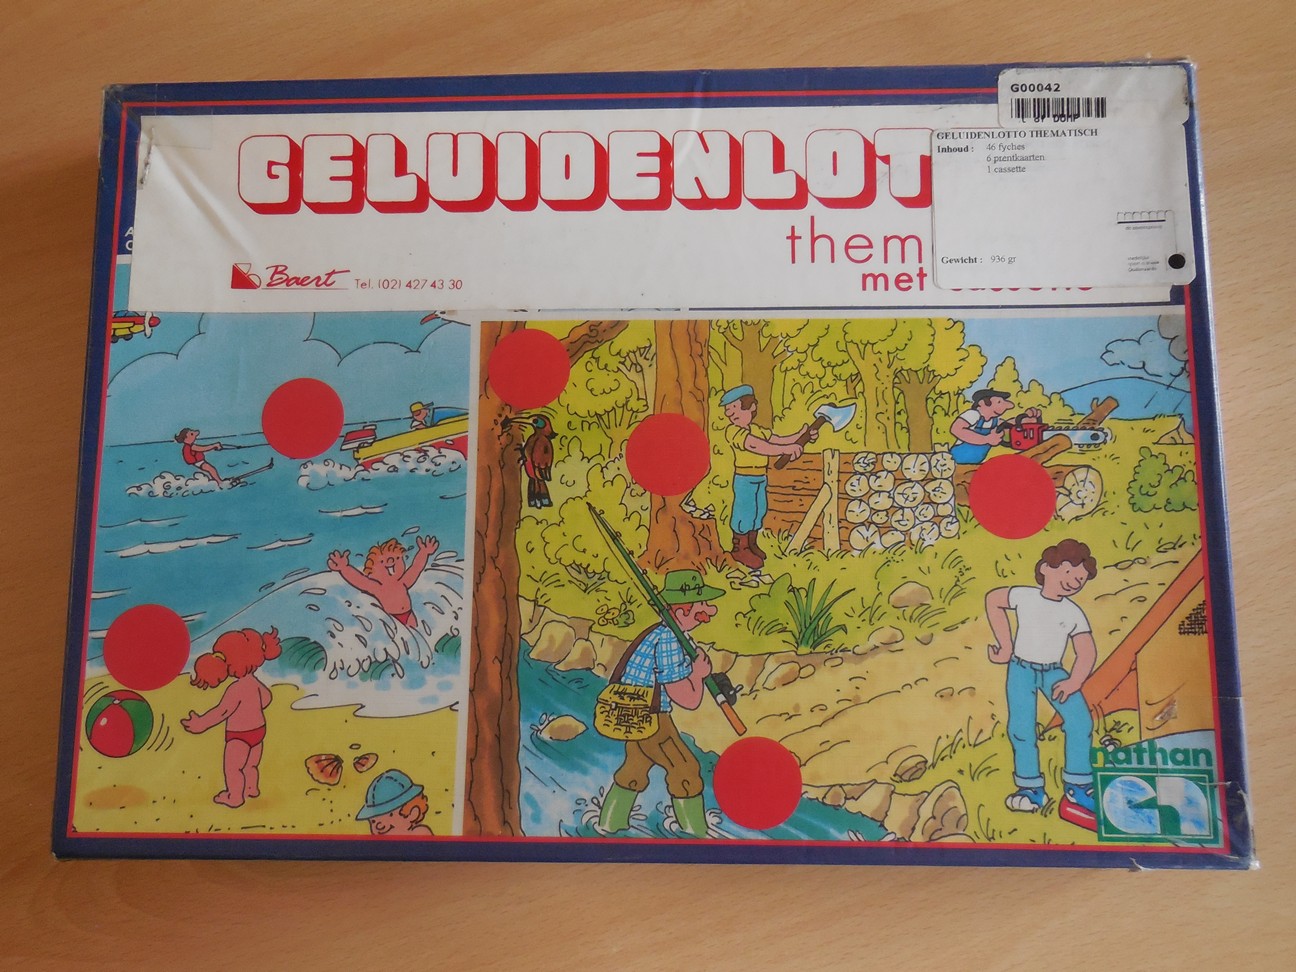 G00042
GELUIDENLOT
GELUIDENLOTTO THEMATISCH
Inhoud : 46 fyches
6 prentkaarten
1 cassette
them
met
Baert Tel. (02) 427 43 30
Gewicht : 936 gr
nathan